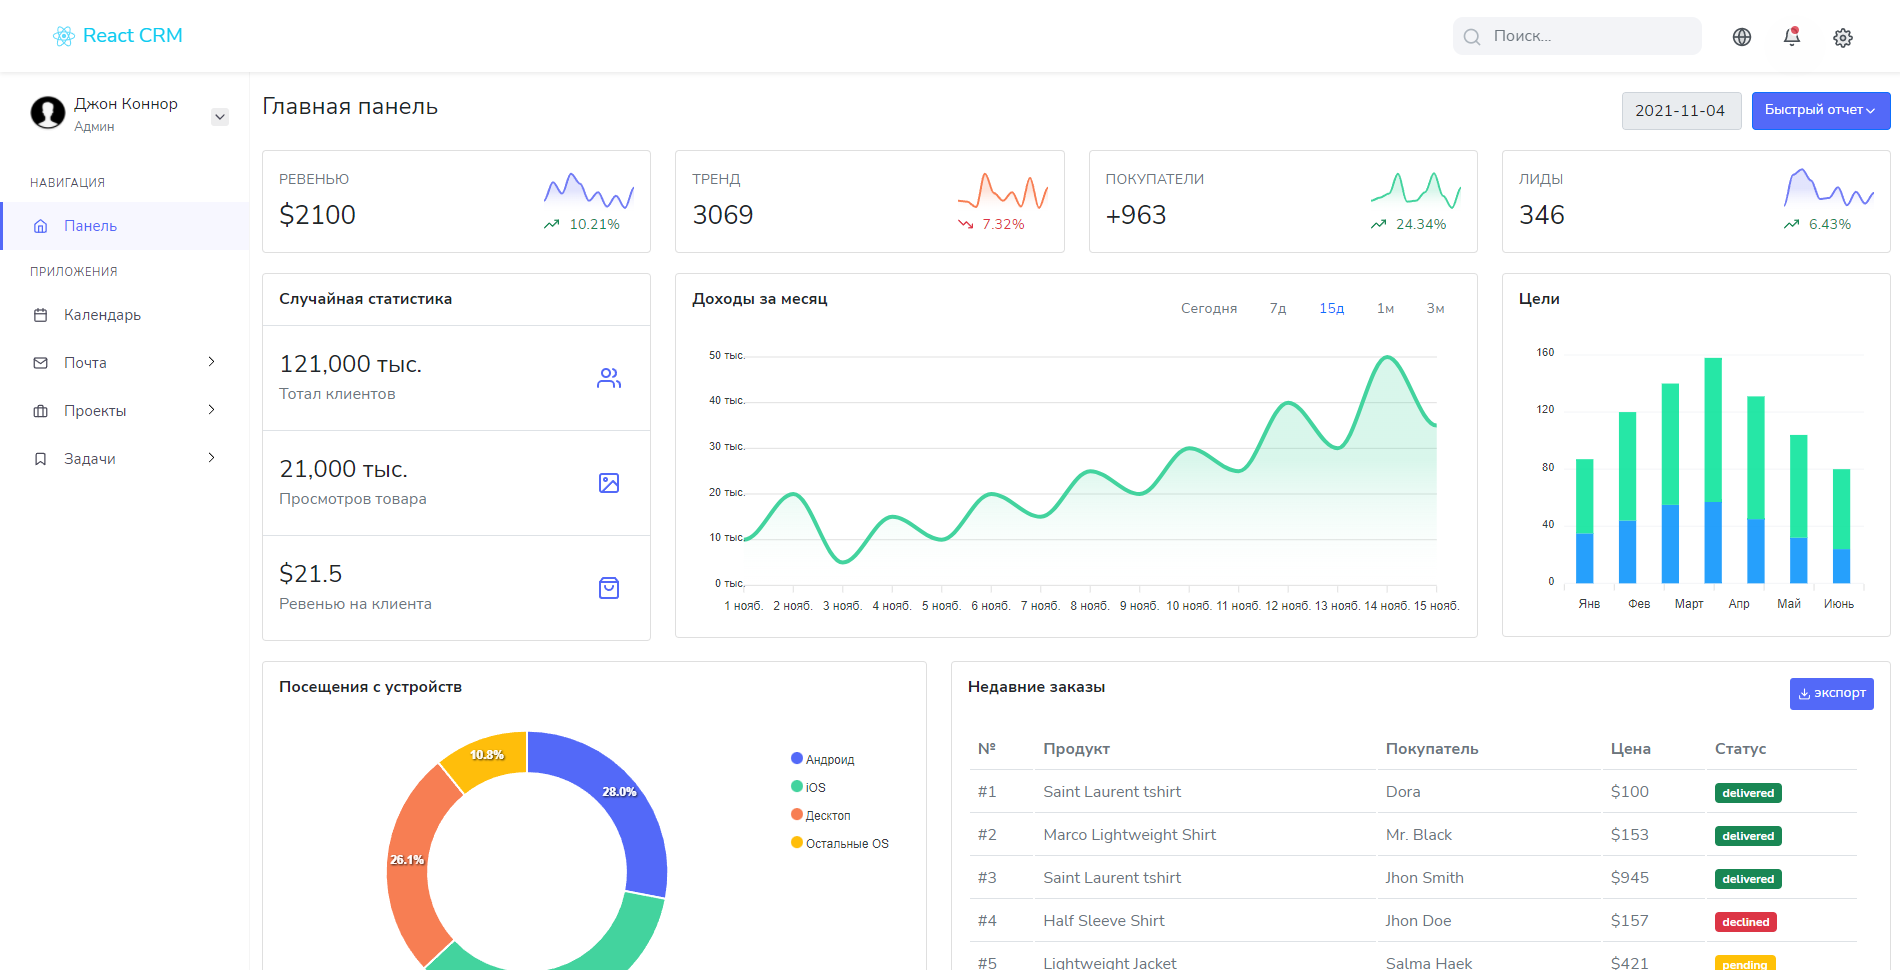 React CRM
Поиск...
Джон Коннор
Админ
НАВИГАЦИЯ
Панель
ПРИЛОЖЕНИЯ
Календарь
Почта
Проекты
Задачи
Главная панель
2021-11-04
Быстрый отчет
РЕВЕНЬЮ
$2100
10.21%
ТРЕНД
3069
7.32%
ПОКУПАТЕЛИ
+963
24.34%
ЛИДЫ
346
6.43%
Случайная статистика
121,000 тыс.
Тотал клиентов
21,000 тыс.
Просмотров товара
$21.5
Ревенью на клиента
Доходы за месяц
Сегодня 7д 15д 1м 3м
50 тыс.
40 тыс.
30 тыс.
20 тыс.
10 тыс.
0 тыс.
1 нояб. 2 нояб. 3 нояб. 4 нояб. 5 нояб. 6 нояб. 7 нояб. 8 нояб. 9 нояб. 10 нояб. 11 нояб. 12 нояб. 13 нояб. 14 нояб. 15 нояб.
Цели
160
120
80
40
0
Янв Фев Март Апр Май Июнь
Посещения с устройств
10.8%
28.0%
26.1%
Андроид
iOS
Десктоп
Остальные OS
Недавние заказы
экспорт
№ Продукт Покупатель Цена Статус
#1 Saint Laurent tshirt Dora $100 delivered
#2 Marco Lightweight Shirt Mr. Black $153 delivered
#3 Saint Laurent tshirt Jhon Smith $945 delivered
#4 Half Sleeve Shirt Jhon Doe $157 declined
#5 Lightweight Jacket Salma Haek $421 pending